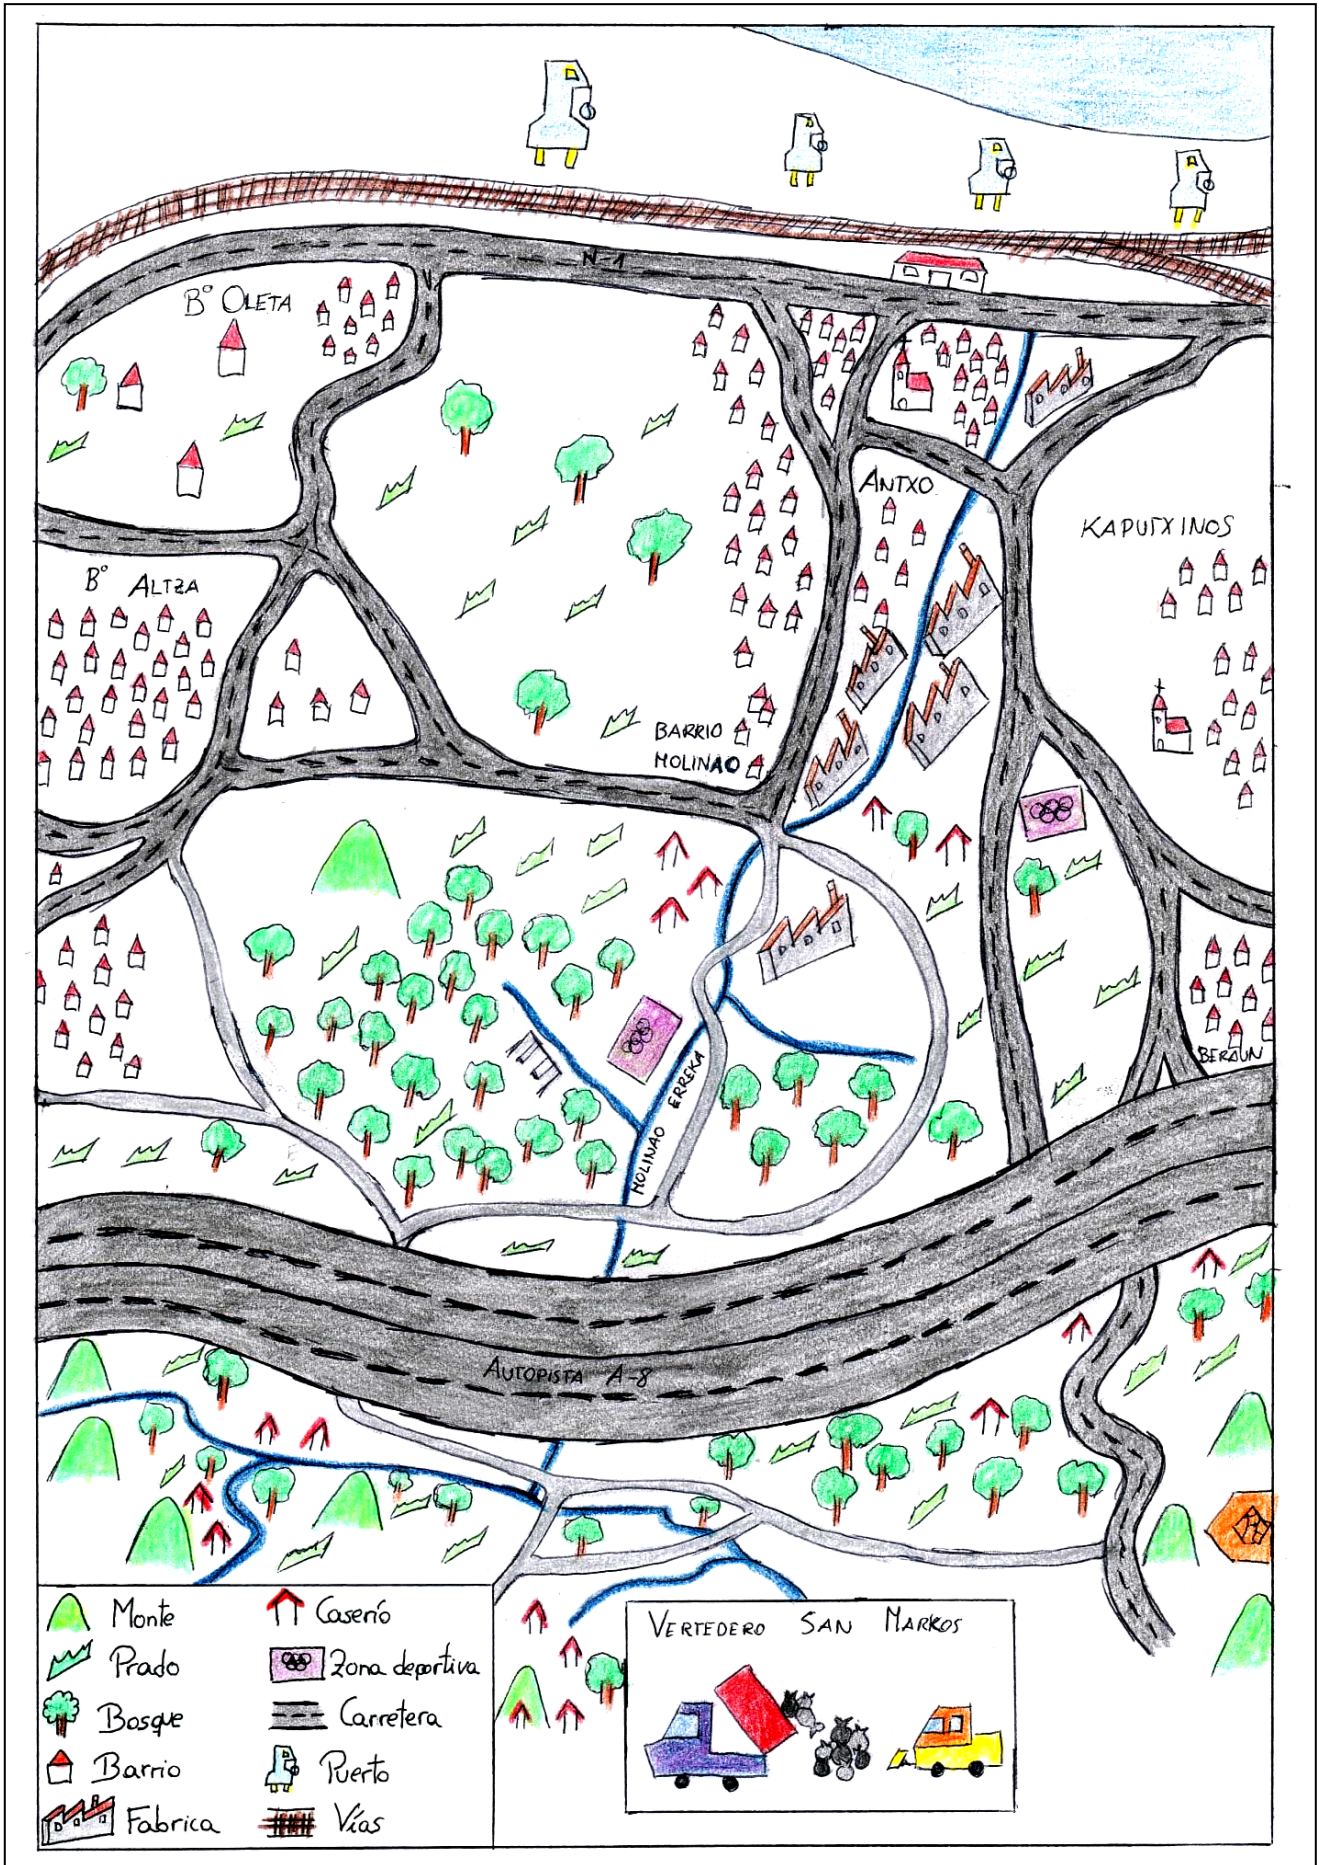 N-1
Bº OLETA
ANTXO
KAPUTXINOS
Bº ALTZA
BARRIO
MOLINAO
BERAUN
MOLINAO ERREKA
AUTOPISTA A-8
Monte
Prado
Bosque
Barrio
Fabrica
Caserío
Zona deportiva
Carretera
Puerto
Vías
VERTEDERO SAN MARKOS